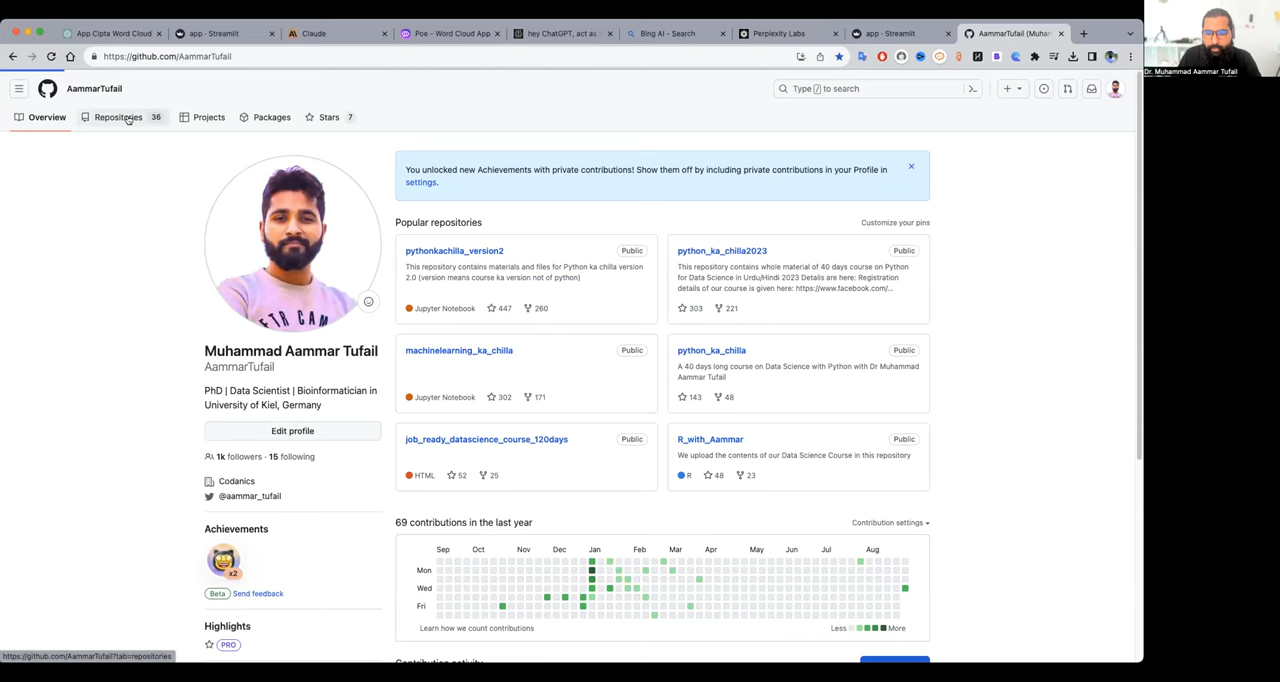 App Cipta Word Cloud
app · Streamlit
Claude
Poe - Word Cloud App
hey ChatGPT, act as
Bing AI - Search
Perplexity Labs
app · Streamlit
AammarTufail (Muham
https://github.com/AammarTufail
Dr. Muhammad Aammar Tufail
AammarTufail
Type / to search
Overview
Repositories 36
Projects
Packages
Stars 7
You unlocked new Achievements with private contributions! Show them off by including private contributions in your Profile in
settings.
Popular repositories
Customize your pins
pythonkachilla_version2 Public
This repository contains materials and files for Python ka chilla version
2.0 (version means course ka version not of python)
Jupyter Notebook 447 260
python_ka_chilla2023 Public
This repository contains whole material of 40 days course on Python
for Data Science in Urdu/Hindi 2023 Details are here: Registration
details of our course is given here: https://www.facebook.com/...
303 221
machinelearning_ka_chilla Public
Jupyter Notebook 302 171
python_ka_chilla Public
A 40 days long course on Data Science with Python with Dr Muhammad
Aammar Tufail
143 48
job_ready_datascience_course_120days Public
HTML 52 25
R_with_Aammar Public
We upload the contents of our Data Science Course in this repository
R 48 23
Muhammad Aammar Tufail
AammarTufail
PhD | Data Scientist | Bioinformatician in
University of Kiel, Germany
Edit profile
1k followers · 15 following
Codanics
@aammar_tufail
Achievements
x2
Beta Send feedback
Highlights
PRO
69 contributions in the last year
Contribution settings
Sep Oct Nov Dec Jan Feb Mar Apr May Jun Jul Aug
Mon
Wed
Fri
Learn how we count contributions
Less More
https://github.com/AammarTufail?tab=repositories